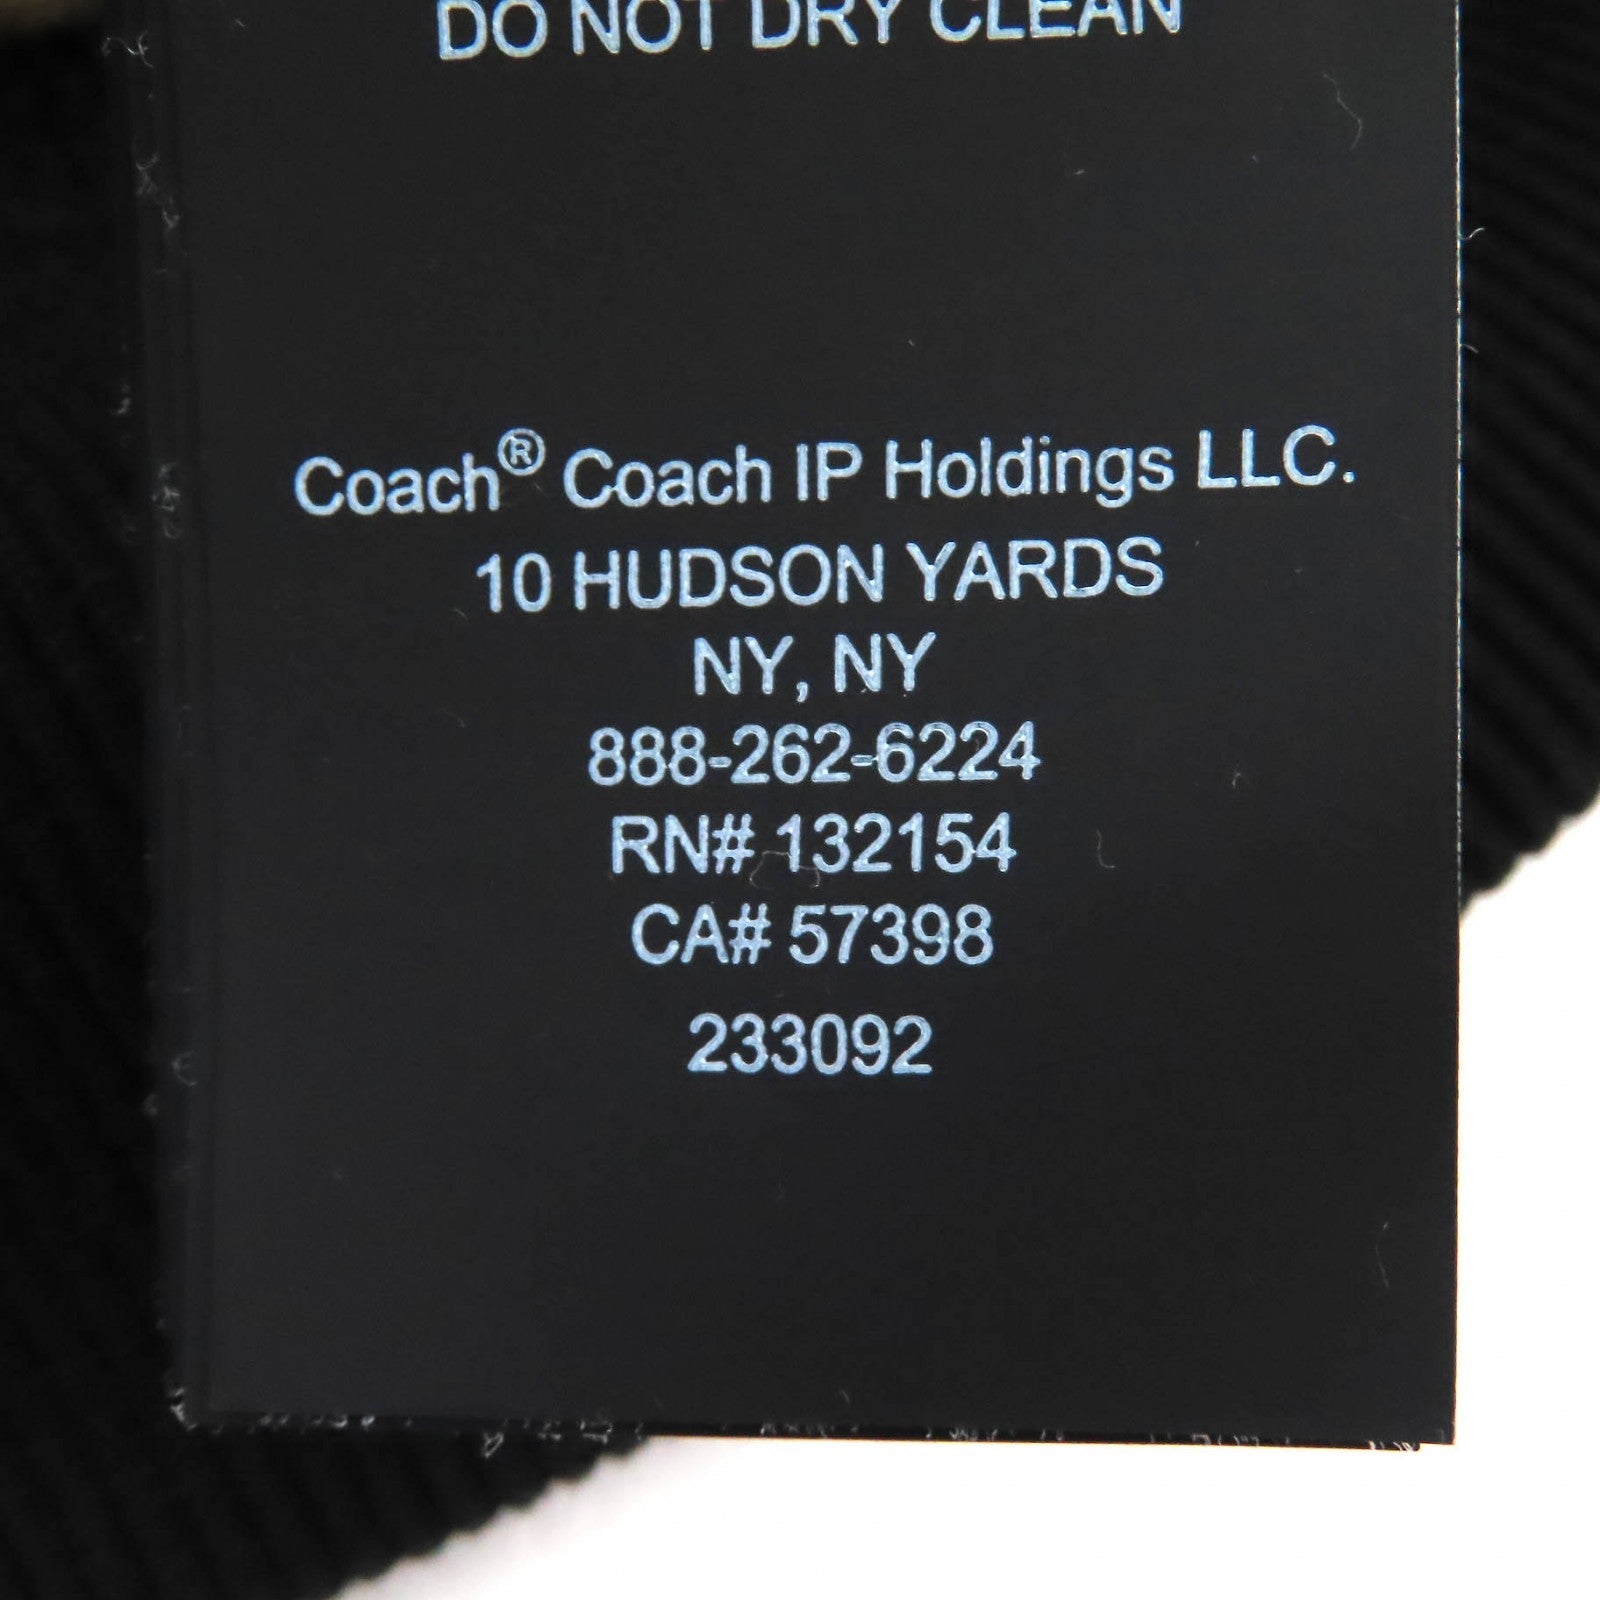 DO NOT DRY CLEAN
Coach® Coach IP Holdings LLC.
10 HUDSON YARDS
NY, NY
888-262-6224
RN# 132154
CA# 57398
233092